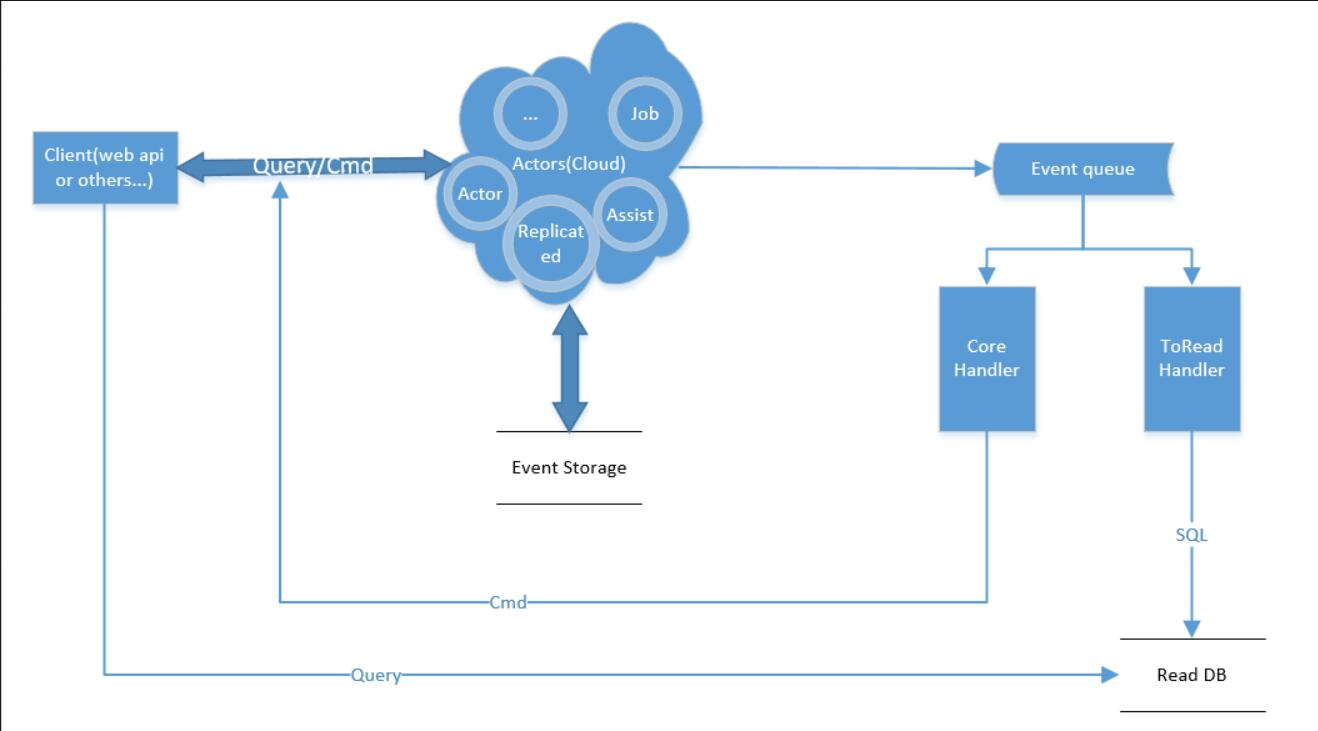 ...
Job
Client(web api
or others...)
Query/Cmd
Actors(Cloud)
Event queue
Actor
Assist
Replicat
ed
Core
Handler
ToRead
Handler
Event Storage
SQL
Cmd
Query
Read DB